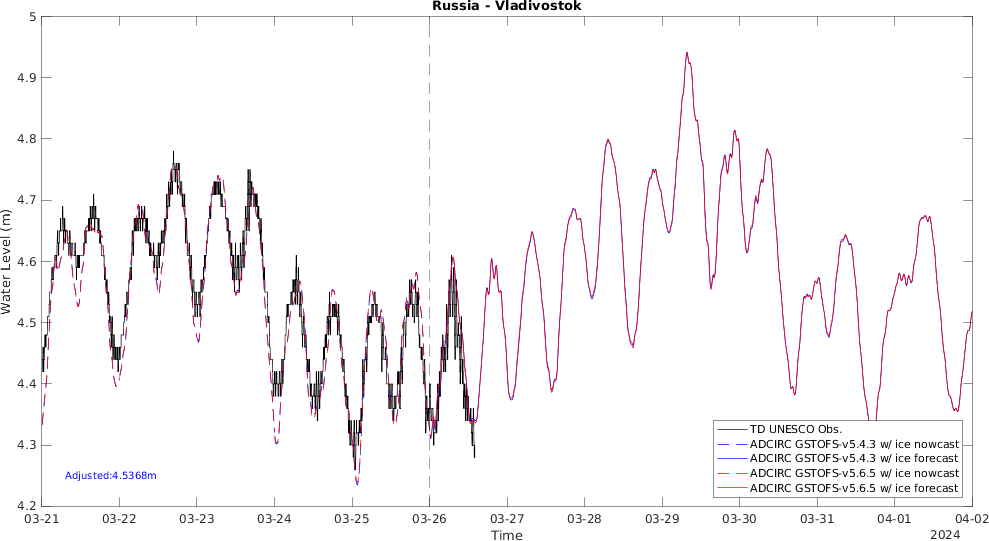 Russia - Vladivostok
5
4.9
4.8
4.7
4.6
4.5
4.4
4.3
4.2
Water Level (m)
Adjusted:4.5368m
TD UNESCO Obs.
ADCIRC GSTOFS-v5.4.3 w/ ice nowcast
ADCIRC GSTOFS-v5.4.3 w/ ice forecast
ADCIRC GSTOFS-v5.6.5 w/ ice nowcast
ADCIRC GSTOFS-v5.6.5 w/ ice forecast
03-21 03-22 03-23 03-24 03-25 03-26 03-27 03-28 03-29 03-30 03-31 04-01 04-02
Time
2024